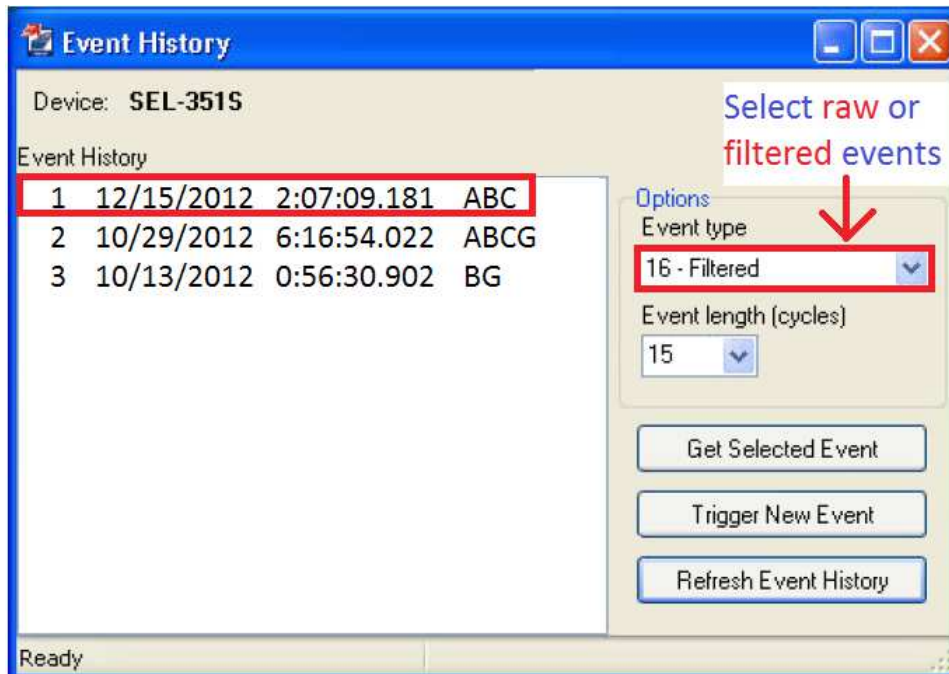 Event History
Device: SEL-351S
Select raw or
filtered events
Event History
1 12/15/2012 2:07:09.181 ABC
2 10/29/2012 6:16:54.022 ABCG
3 10/13/2012 0:56:30.902 BG
Options
Event type
16 - Filtered
Event length (cycles)
15
Get Selected Event
Trigger New Event
Refresh Event History
Ready